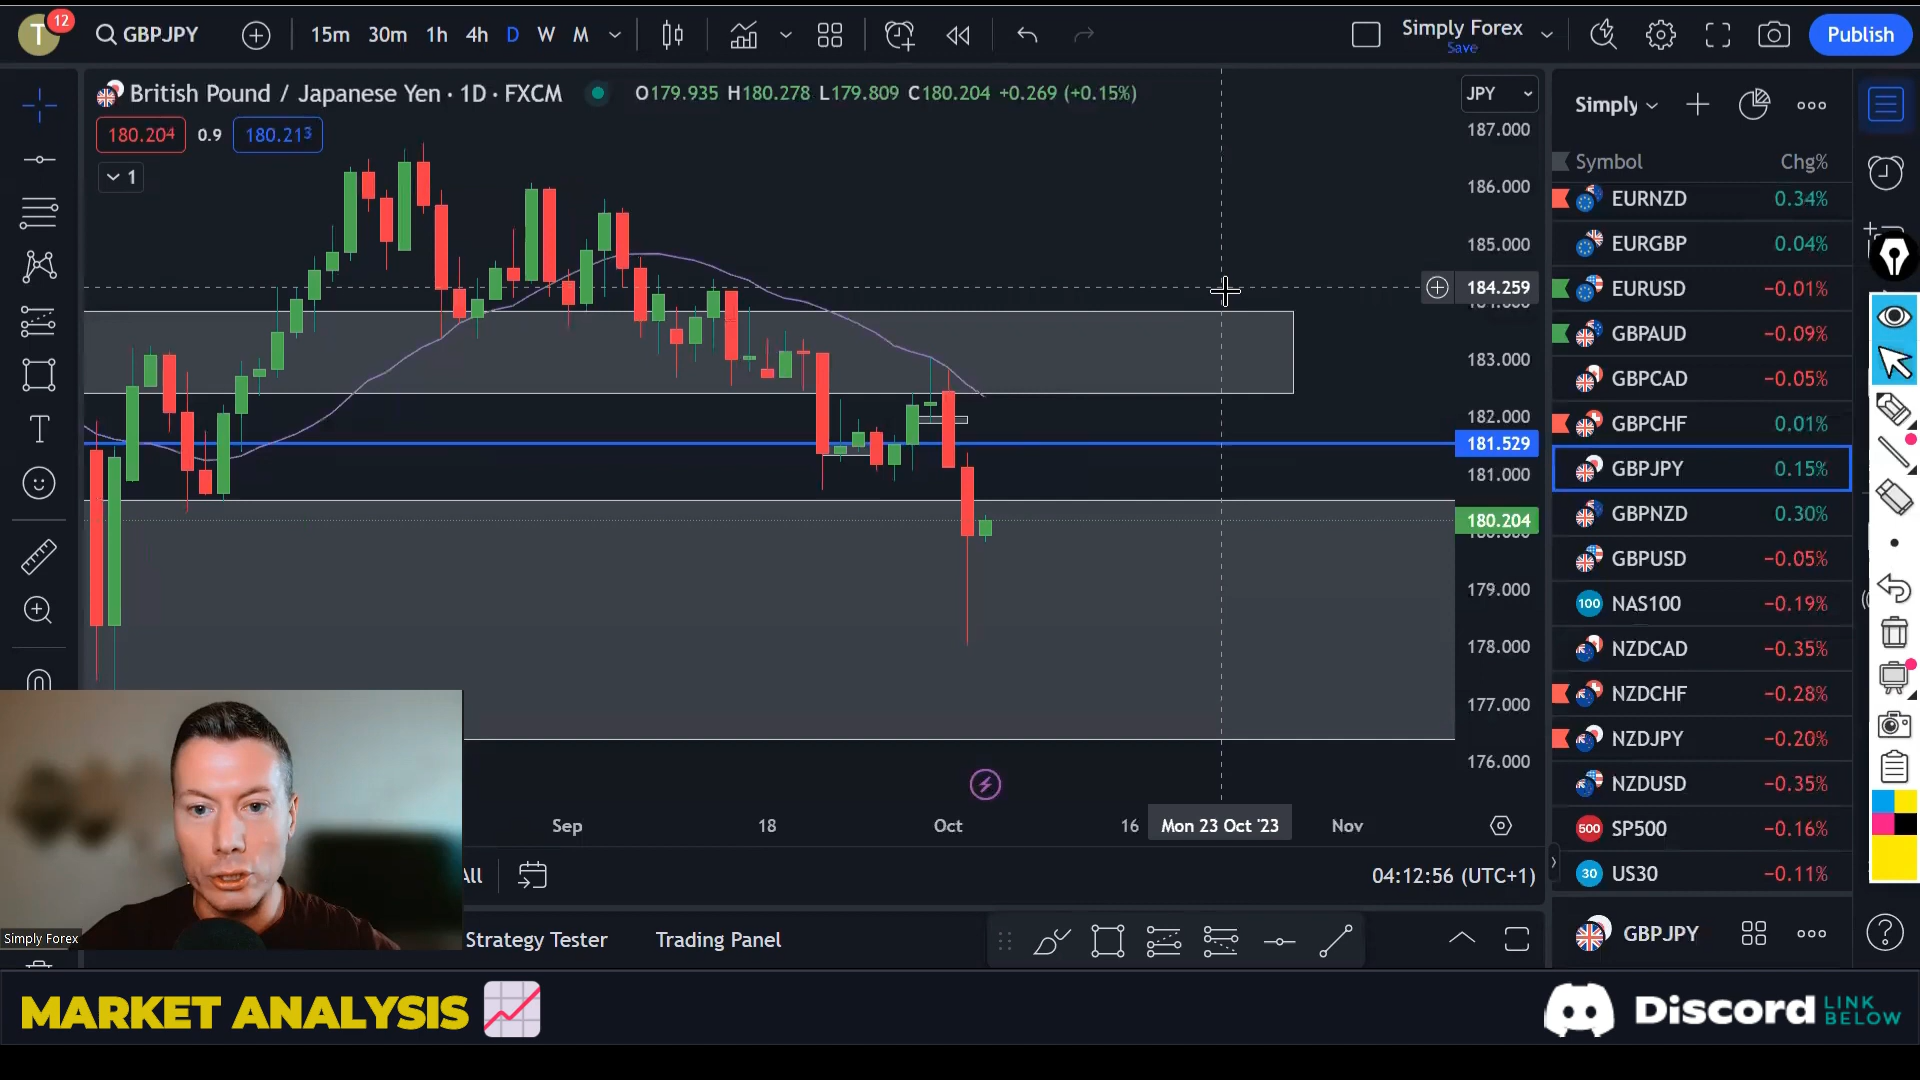 T
12
GBPJPY
15m
30m
1h
4h
D
W
M
Simply Forex
Save
Publish
British Pound / Japanese Yen · 1D · FXCM
O179.935 H180.278 L179.809 C180.204 +0.269 (+0.15%)
JPY
180.204
0.9
180.213
1
187.000
186.000
185.000
184.259
183.000
182.000
181.529
181.000
180.204
179.000
178.000
177.000
176.000
Simply
Symbol
Chg%
EURNZD 0.34%
EURGBP 0.04%
EURUSD −0.01%
GBPAUD −0.09%
GBPCAD −0.05%
GBPCHF 0.01%
GBPJPY 0.15%
GBPNZD 0.30%
GBPUSD −0.05%
100 NAS100 −0.19%
NZDCAD −0.35%
NZDCHF −0.28%
NZDJPY −0.20%
NZDUSD −0.35%
500 SP500 −0.16%
30 US30 −0.11%
Sep
18
Oct
16
Mon 23 Oct '23
Nov
All
04:12:56 (UTC+1)
Strategy Tester
Trading Panel
GBPJPY
Simply Forex
MARKET ANALYSIS
Discord
LINK
BELOW